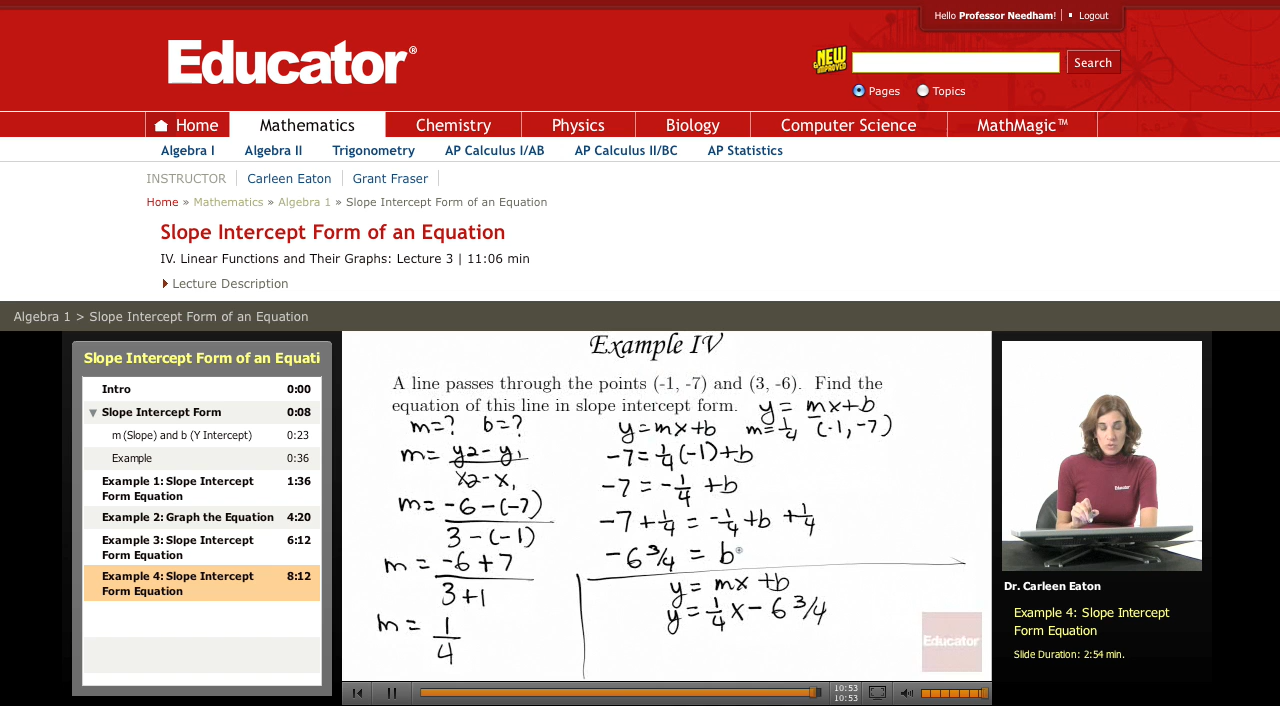 Hello Professor Needham! Logout
Educator®
NEW & IMPROVED
Search
Pages Topics
Home Mathematics Chemistry Physics Biology Computer Science MathMagic™
Algebra I Algebra II Trigonometry AP Calculus I/AB AP Calculus II/BC AP Statistics
INSTRUCTOR Carleen Eaton Grant Fraser
Home » Mathematics » Algebra 1 » Slope Intercept Form of an Equation
Slope Intercept Form of an Equation
IV. Linear Functions and Their Graphs: Lecture 3 | 11:06 min
Lecture Description
Algebra 1 > Slope Intercept Form of an Equation
Slope Intercept Form of an Equati
Intro 0:00
Slope Intercept Form 0:08
m (Slope) and b (Y Intercept) 0:23
Example 0:36
Example 1: Slope Intercept 1:36
Form Equation
Example 2: Graph the Equation 4:20
Example 3: Slope Intercept 6:12
Form Equation
Example 4: Slope Intercept 8:12
Form Equation
Example IV
A line passes through the points (-1, -7) and (3, -6). Find the
equation of this line in slope intercept form. y = mx+b
m=? b=? y = mx+b m=1/4 (-1,-7)
m = y2-y1 / x2-x1
-7 = 1/4(-1)+b
-7 = -1/4 +b
m = -6-(-7) / 3-(-1)
-7+1/4 = -1/4+b +1/4
m = -6+7 / 3+1
-6 3/4 = b
m = 1/4
y = mx +b
y = 1/4 x - 6 3/4
Educator
10:53
10:53
Educator
Dr. Carleen Eaton
Example 4: Slope Intercept
Form Equation
Slide Duration: 2:54 min.